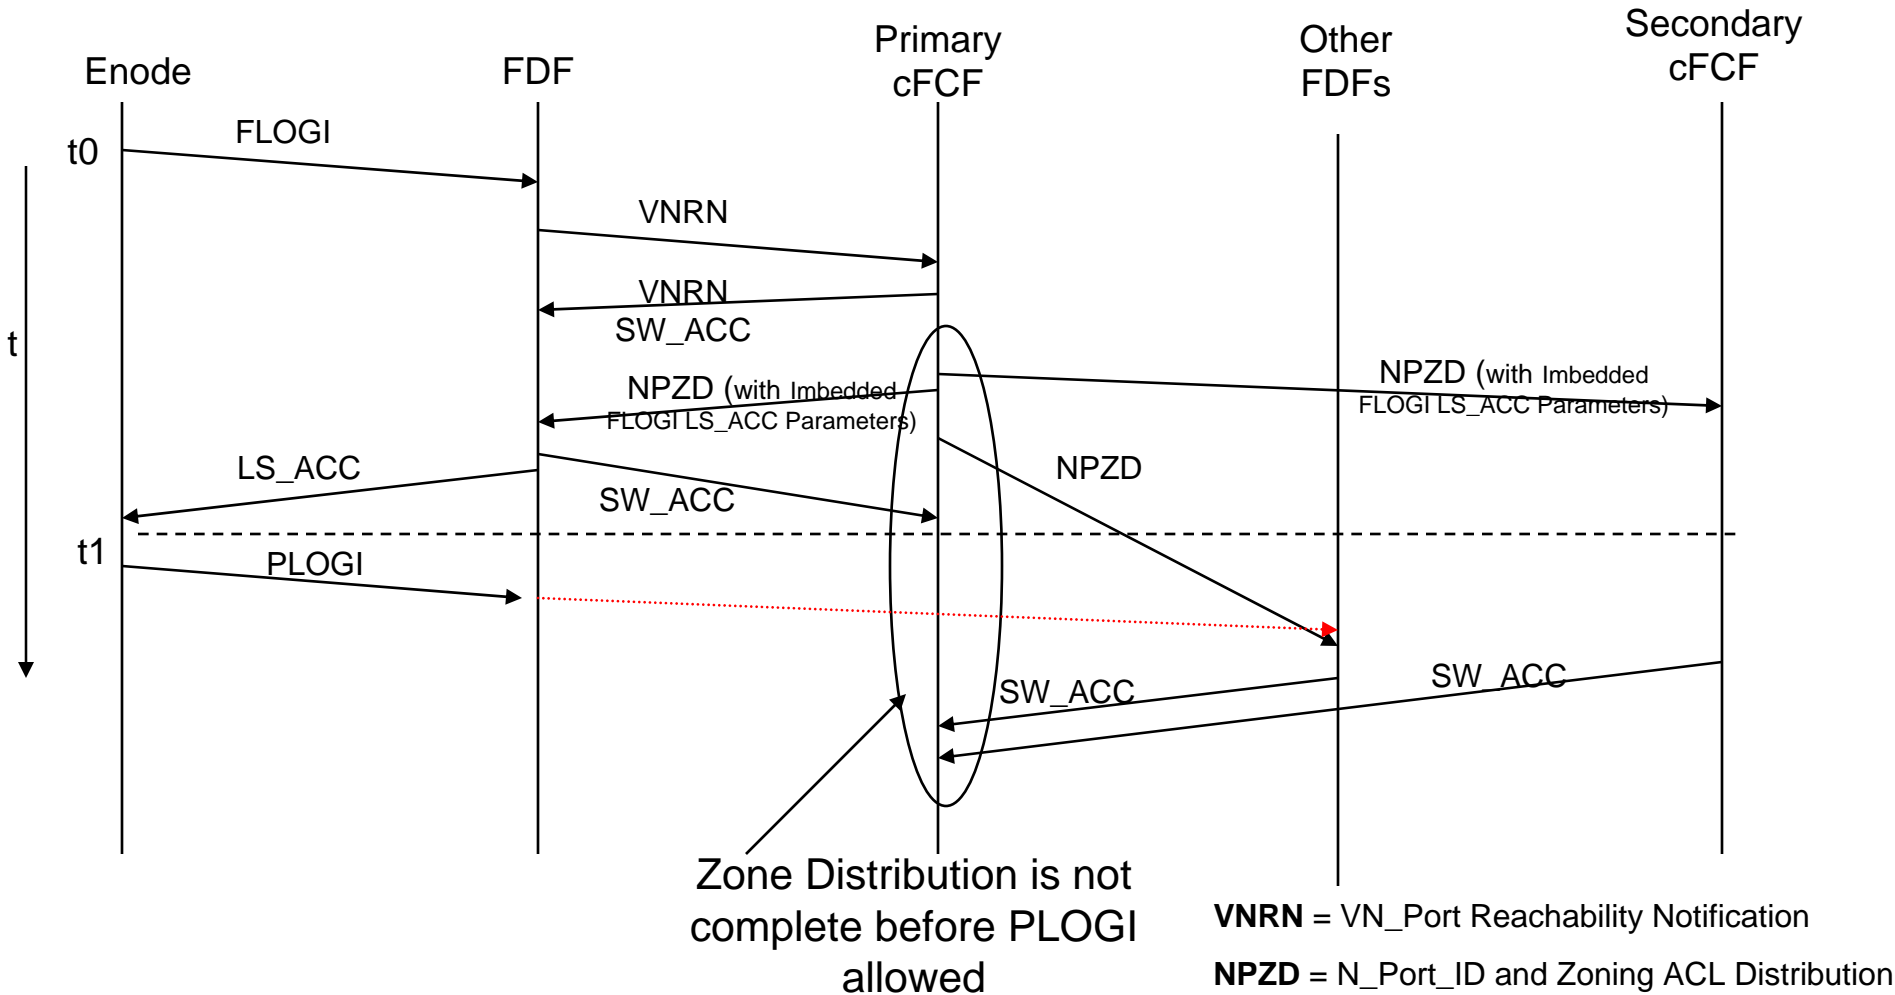 Enode
FDF
Primary
cFCF
Other
FDFs
Secondary
cFCF
t0
FLOGI
VNRN
VNRN
SW_ACC
t
NPZD (with Imbedded
FLOGI LS_ACC Parameters)
NPZD (with Imbedded
FLOGI LS_ACC Parameters)
LS_ACC
SW_ACC
NPZD
t1
PLOGI
SW_ACC
SW_ACC
Zone Distribution is not
complete before PLOGI
allowed
VNRN = VN_Port Reachability Notification
NPZD = N_Port_ID and Zoning ACL Distribution